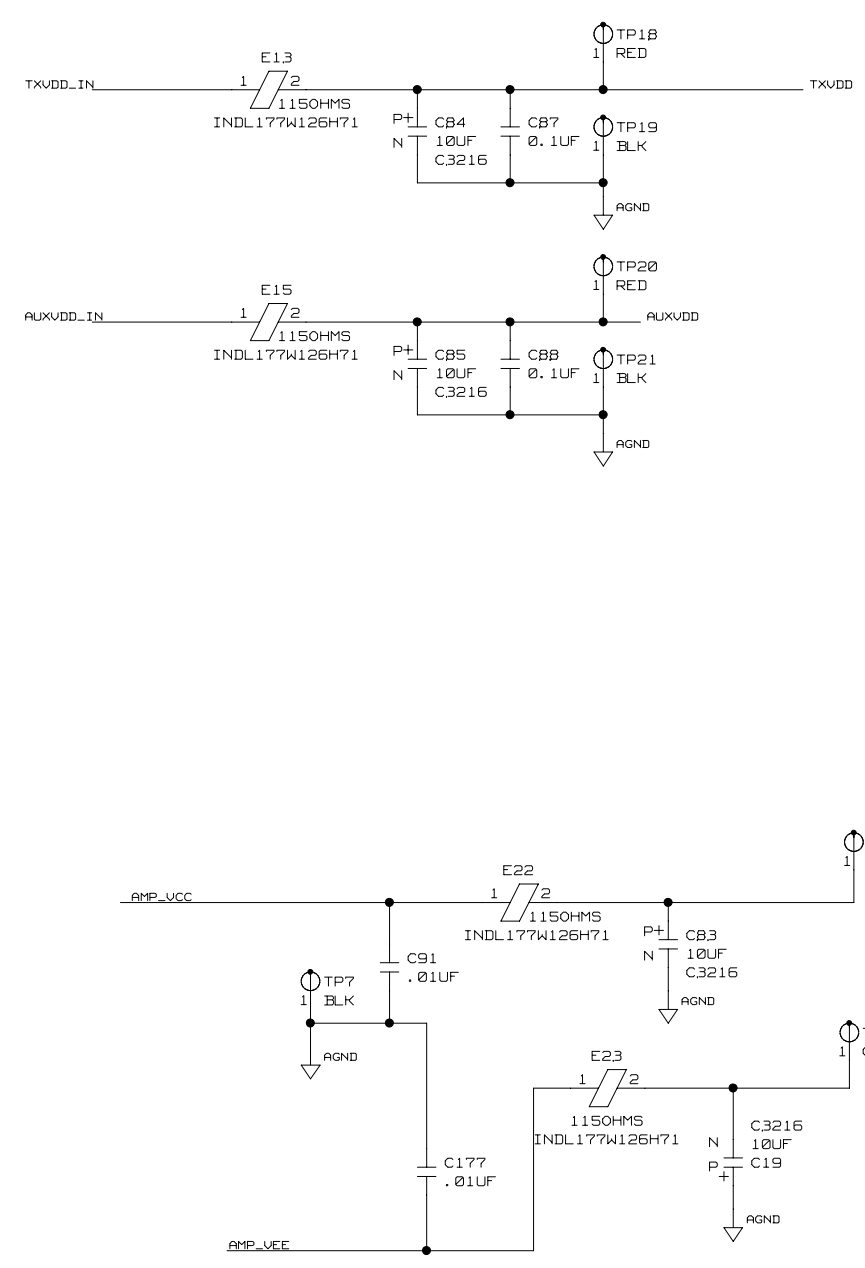 TP18
1 RED
E13
TXVDD_IN
1 2
TXVDD
115OHMS
INDL177W126H71
P+ C84
10UF
N
C3216
C87
0.1UF
TP19
1 BLK
AGND
TP20
1 RED
E15
AUXVDD_IN
1 2
AUXVDD
115OHMS
INDL177W126H71
P+ C85
10UF
N
C3216
C88
0.1UF
TP21
1 BLK
AGND
1
E22
AMP_VCC
1 2
115OHMS
INDL177W126H71
P+ C83
N 10UF
C3216
C91
.01UF
TP7
1 BLK
AGND
AGND
1
E23
1 2
115OHMS
INDL177W126H71
C3216
N 10UF
P C19
+
C177
.01UF
AGND
AMP_VEE